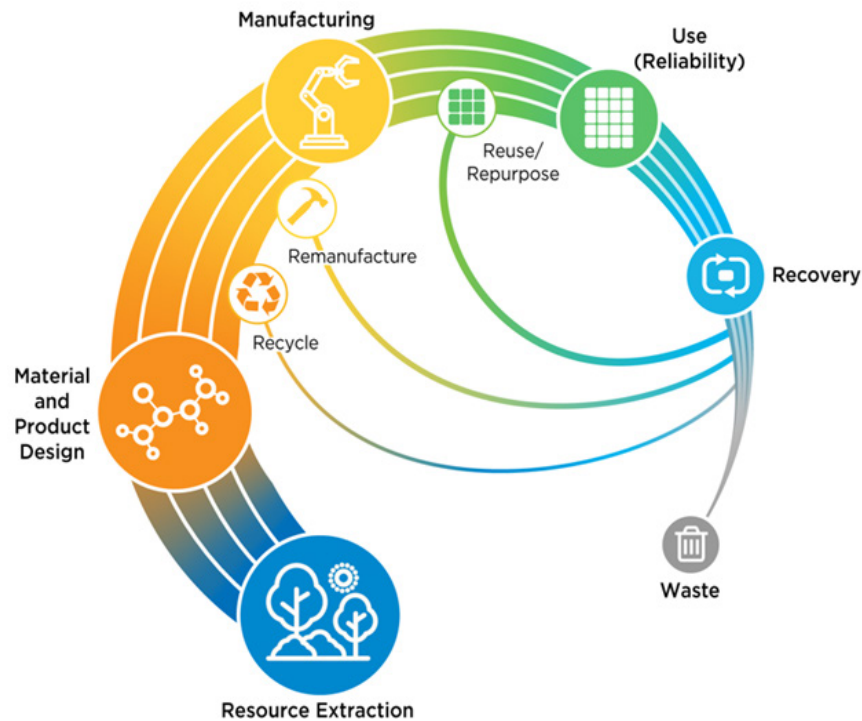 Manufacturing
Use
(Reliability)
Reuse/
Repurpose
Remanufacture
Recovery
Recycle
Material
and
Product
Design
Waste
Resource Extraction